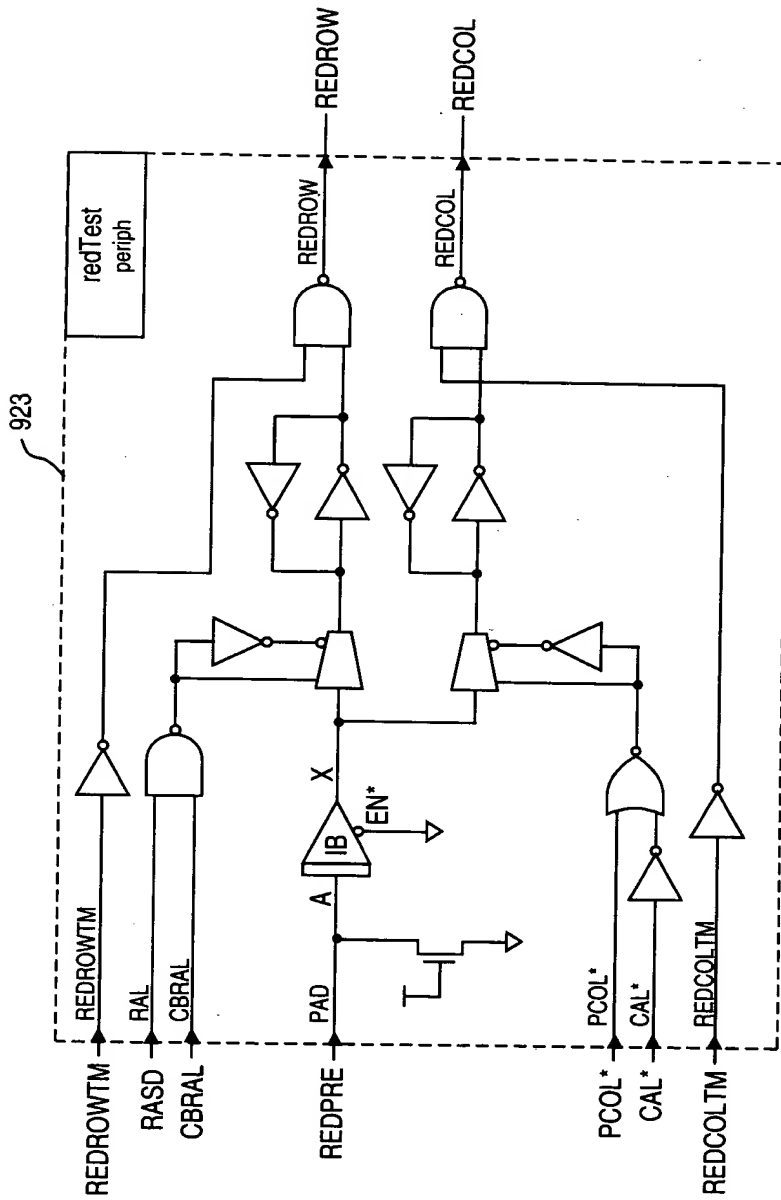 923
redTest
periph
REDROWTM
REDROWTM
RASD
RAL
CBRAL
CBRAL
REDPRE
PAD
A
IB
X
EN*
PCOL*
PCOL*
CAL*
CAL*
REDCOLTM
REDCOLTM
REDROW
REDROW
REDCOL
REDCOL